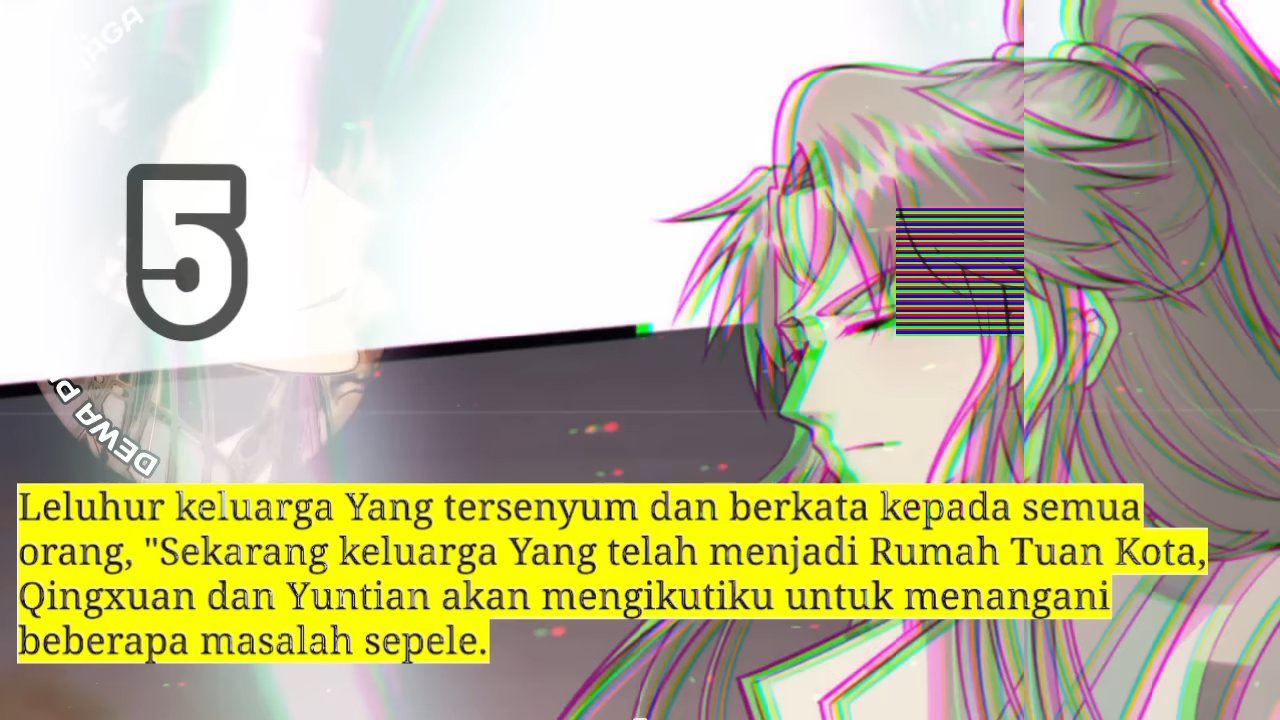 5
DEWA
Leluhur keluarga Yang tersenyum dan berkata kepada semua
orang, "Sekarang keluarga Yang telah menjadi Rumah Tuan Kota,
Qingxuan dan Yuntian akan mengikutiku untuk menangani
beberapa masalah sepele.